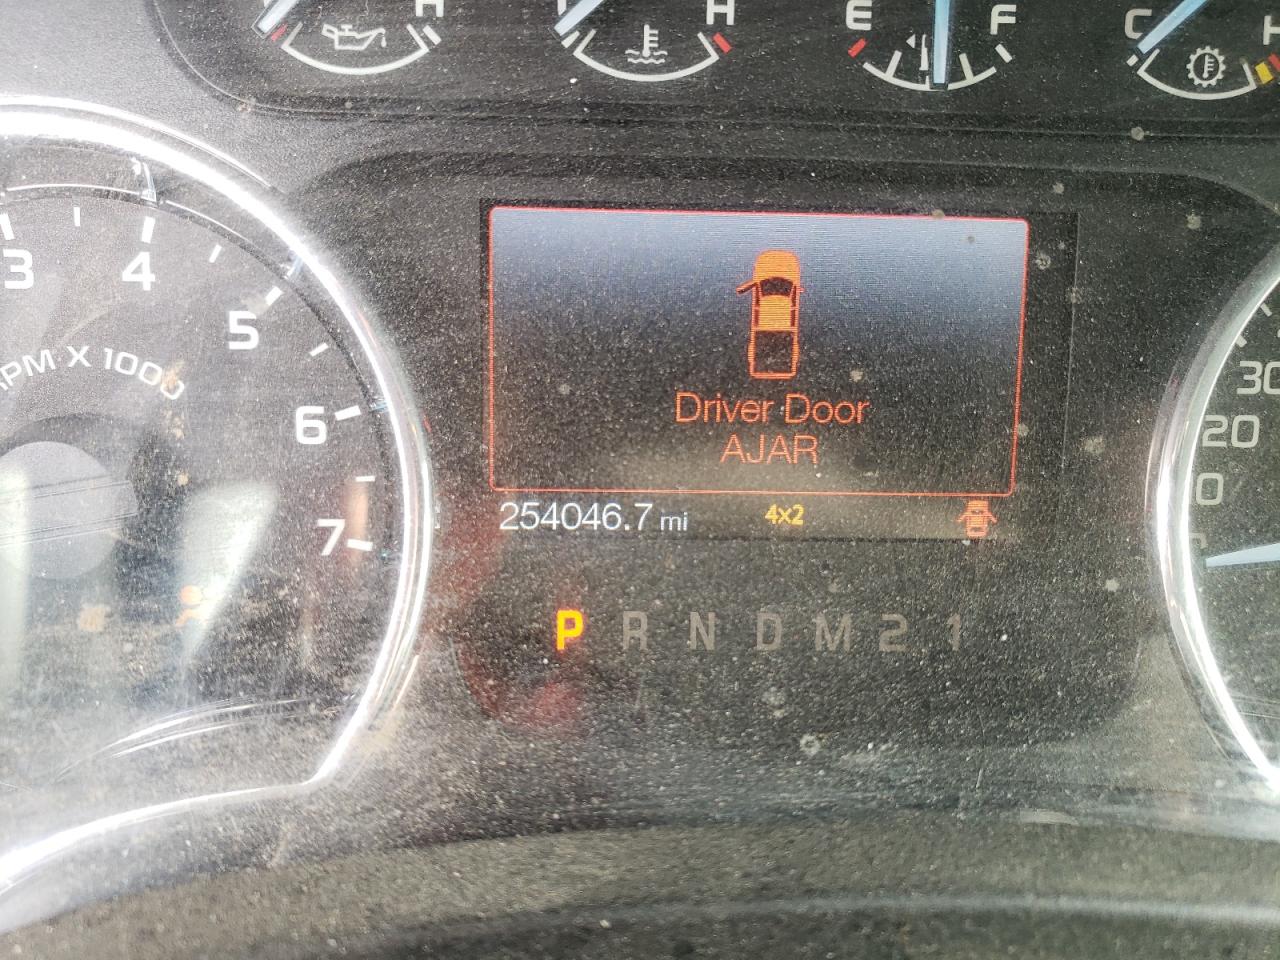 H
H
E F
C H
3 4 5 6 7
RPM X 1000
Driver Door
AJAR
254046.7 mi 4x2
P R N D M 2 1
30
20